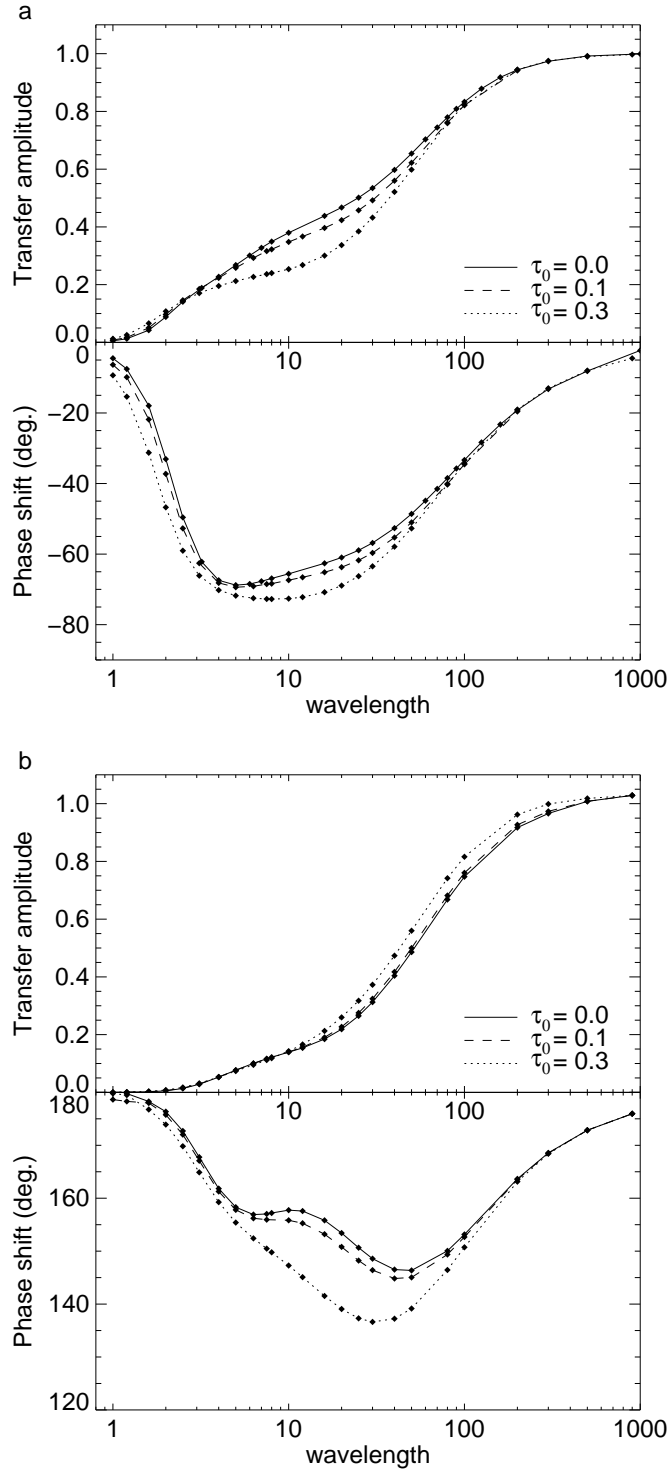 a
1.0
0.8
0.6
0.4
0.2
0.0
Transfer amplitude
τ0 = 0.0
τ0 = 0.1
τ0 = 0.3
10
100
0
−20
−40
−60
−80
Phase shift (deg.)
1
10
100
1000
wavelength
b
1.0
0.8
0.6
0.4
0.2
0.0
Transfer amplitude
τ0 = 0.0
τ0 = 0.1
τ0 = 0.3
10
100
180
160
140
120
Phase shift (deg.)
1
10
100
1000
wavelength